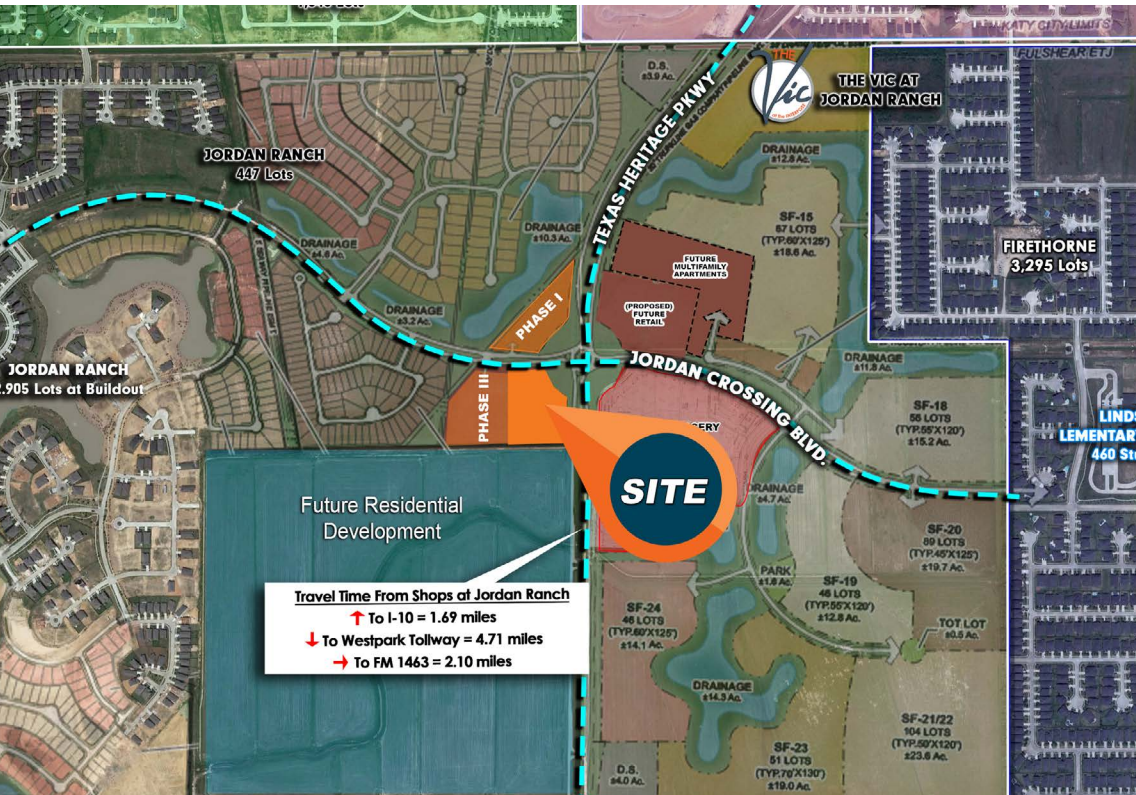 KATY CITY LIMITS
FULSHEAR ETJ
D.S.
±3.9 Ac.
TEXAS HERITAGE PKWY
THE
Vic
THE VIC AT
JORDAN RANCH
JORDAN RANCH
447 Lots
DRAINAGE
±12.8 Ac.
DRAINAGE
±10.3 Ac.
DRAINAGE
±4.6 Ac.
SF-15
67 LOTS
(TYP.60'X125')
±18.6 Ac.
FIRETHORNE
3,295 Lots
FUTURE
MULTIFAMILY
APARTMENTS
(PROPOSED)
FUTURE
RETAIL
DRAINAGE
±3.2 Ac.
PHASE I
JORDAN RANCH
2,905 Lots at Buildout
JORDAN CROSSING BLVD.
DRAINAGE
±11.8 Ac.
PHASE III
SF-18
55 LOTS
(TYP.55'X120')
±15.2 Ac.
LEMENTAR
460 Stu
SITE
DRAINAGE
±4.7 Ac.
Future Residential
Development
SF-20
89 LOTS
(TYP.45'X125')
±19.7 Ac.
PARK
±1.8 Ac.
SF-19
46 LOTS
(TYP.55'X120')
±12.8 Ac.
Travel Time From Shops at Jordan Ranch
↑ To I-10 = 1.69 miles
↓ To Westpark Tollway = 4.71 miles
→ To FM 1463 = 2.10 miles
SF-24
46 LOTS
(TYP.60'X125')
±14.1 Ac.
TOT LOT
±0.5 Ac.
DRAINAGE
±14.3 Ac.
SF-21/22
104 LOTS
(TYP.50'X120')
±23.6 Ac.
SF-23
51 LOTS
(TYP.70'X130')
±19.0 Ac.
D.S.
±4.0 Ac.